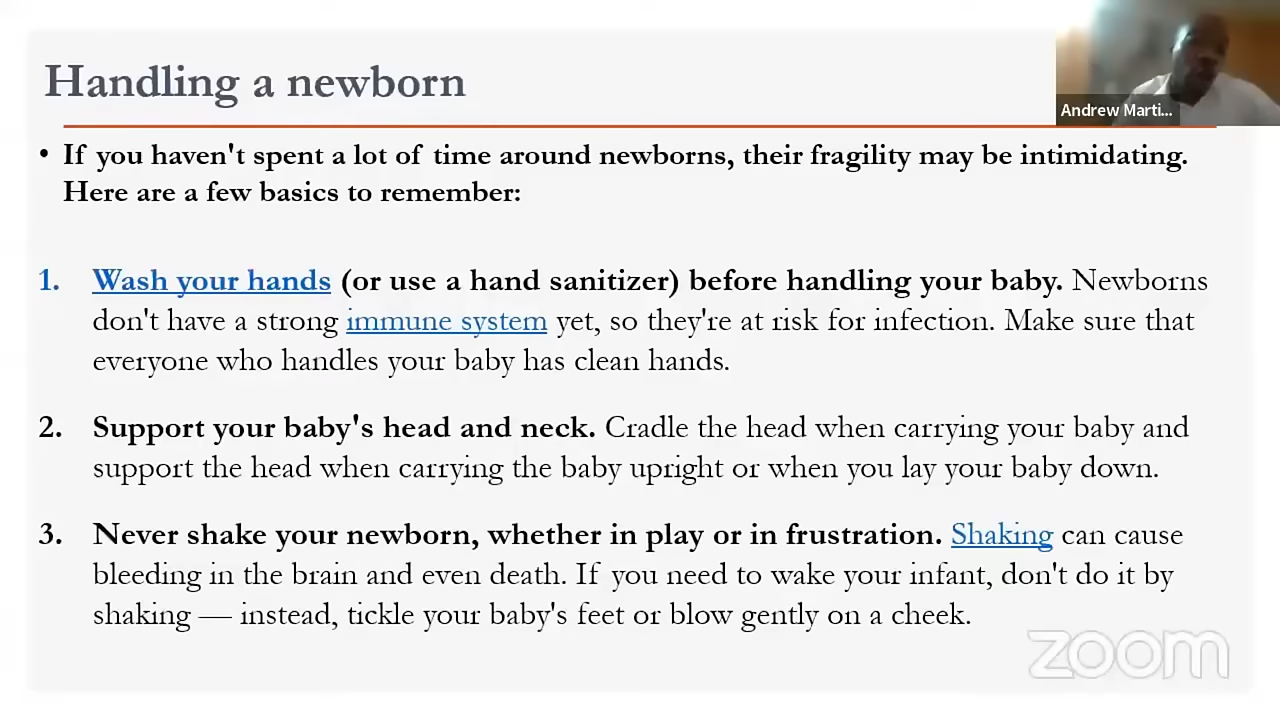 Handling a newborn
Andrew Marti...
• If you haven't spent a lot of time around newborns, their fragility may be intimidating.
Here are a few basics to remember:
1. Wash your hands (or use a hand sanitizer) before handling your baby. Newborns
don't have a strong immune system yet, so they're at risk for infection. Make sure that
everyone who handles your baby has clean hands.
2. Support your baby's head and neck. Cradle the head when carrying your baby and
support the head when carrying the baby upright or when you lay your baby down.
3. Never shake your newborn, whether in play or in frustration. Shaking can cause
bleeding in the brain and even death. If you need to wake your infant, don't do it by
shaking — instead, tickle your baby's feet or blow gently on a cheek.
zoom